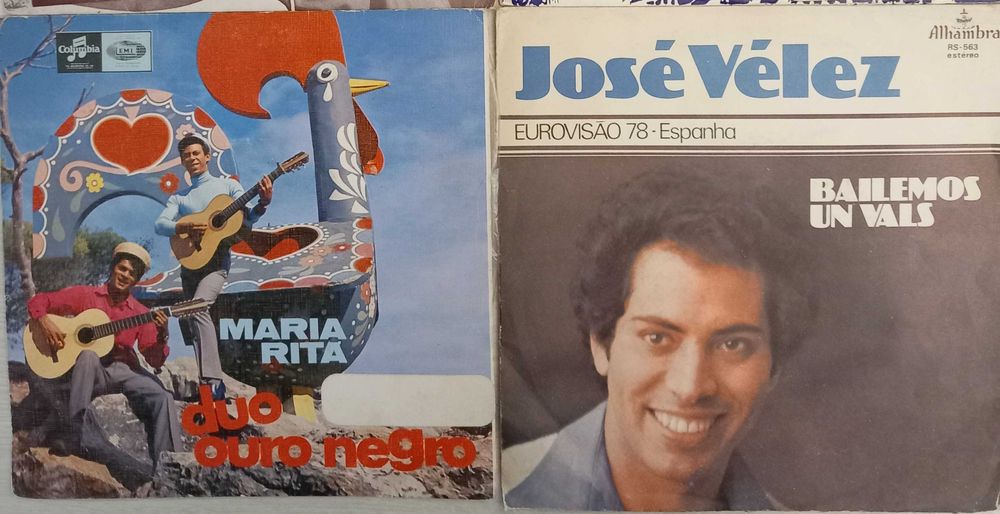 Columbia
EMI
MARIA
RITA
duo
ouro negro
Alhambra
RS-563
estéreo
José Vélez
EUROVISÃO 78 - Espanha
BAILEMOS
UN VALS